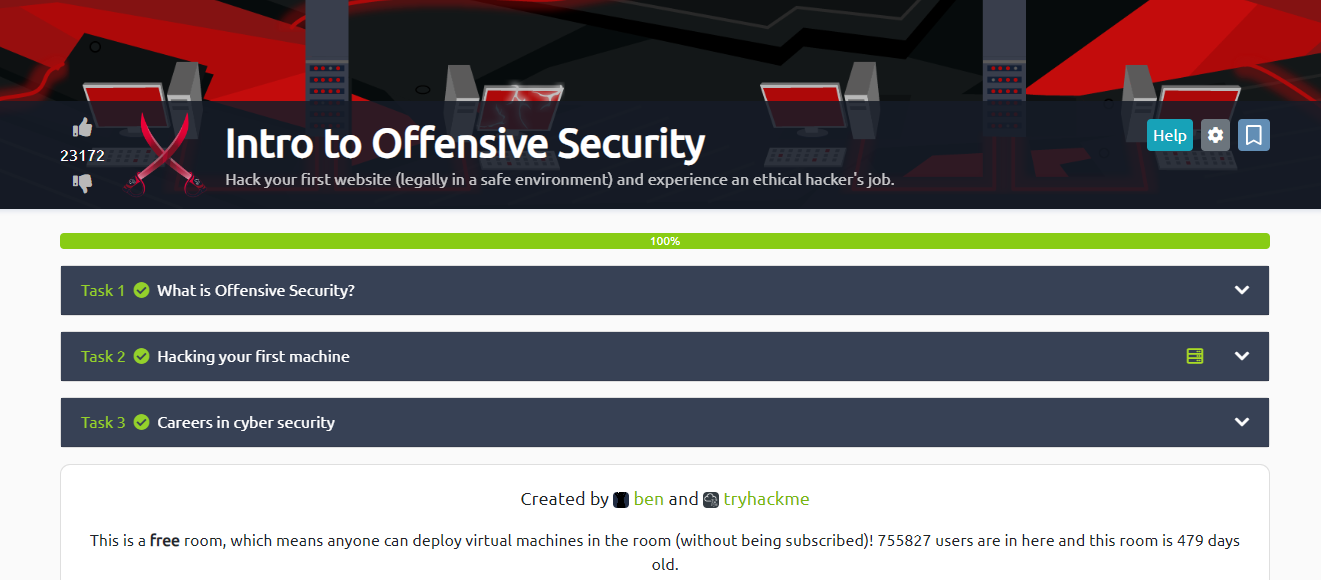 23172
Intro to Offensive Security
Hack your first website (legally in a safe environment) and experience an ethical hacker's job.
Help
100%
Task 1 What is Offensive Security?
Task 2 Hacking your first machine
Task 3 Careers in cyber security
Created by ben and tryhackme
This is a free room, which means anyone can deploy virtual machines in the room (without being subscribed)! 755827 users are in here and this room is 479 days
old.